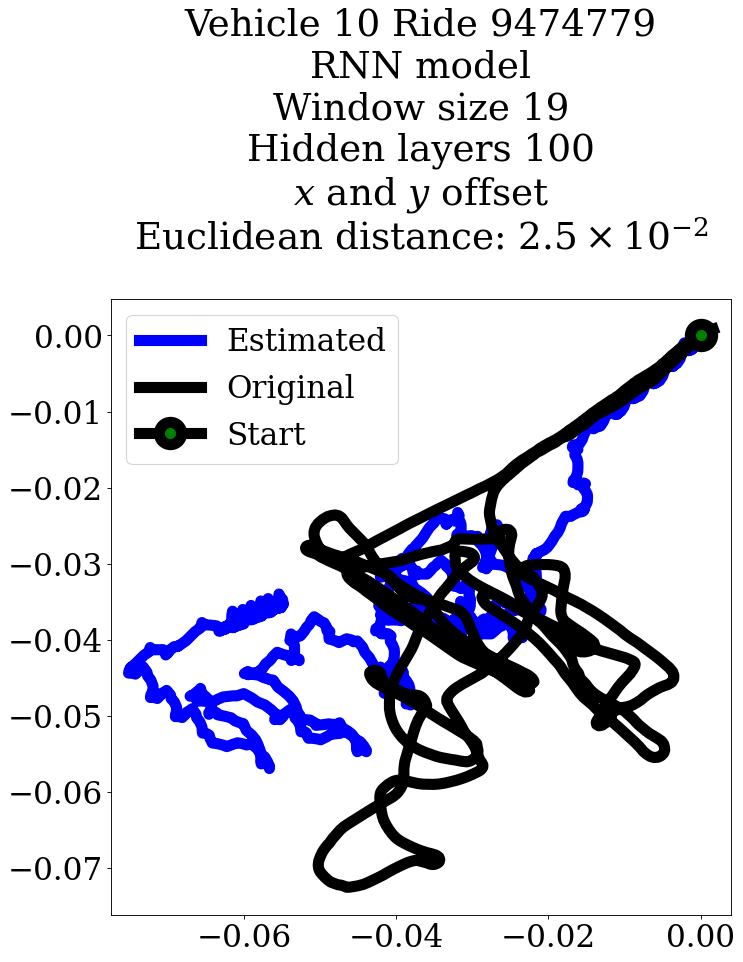 Vehicle 10 Ride 9474779
RNN model
Window size 19
Hidden layers 100
x and y offset
Euclidean distance: 2.5 × 10⁻²
Estimated
Original
Start
0.00
−0.01
−0.02
−0.03
−0.04
−0.05
−0.06
−0.07
−0.06 −0.04 −0.02 0.00